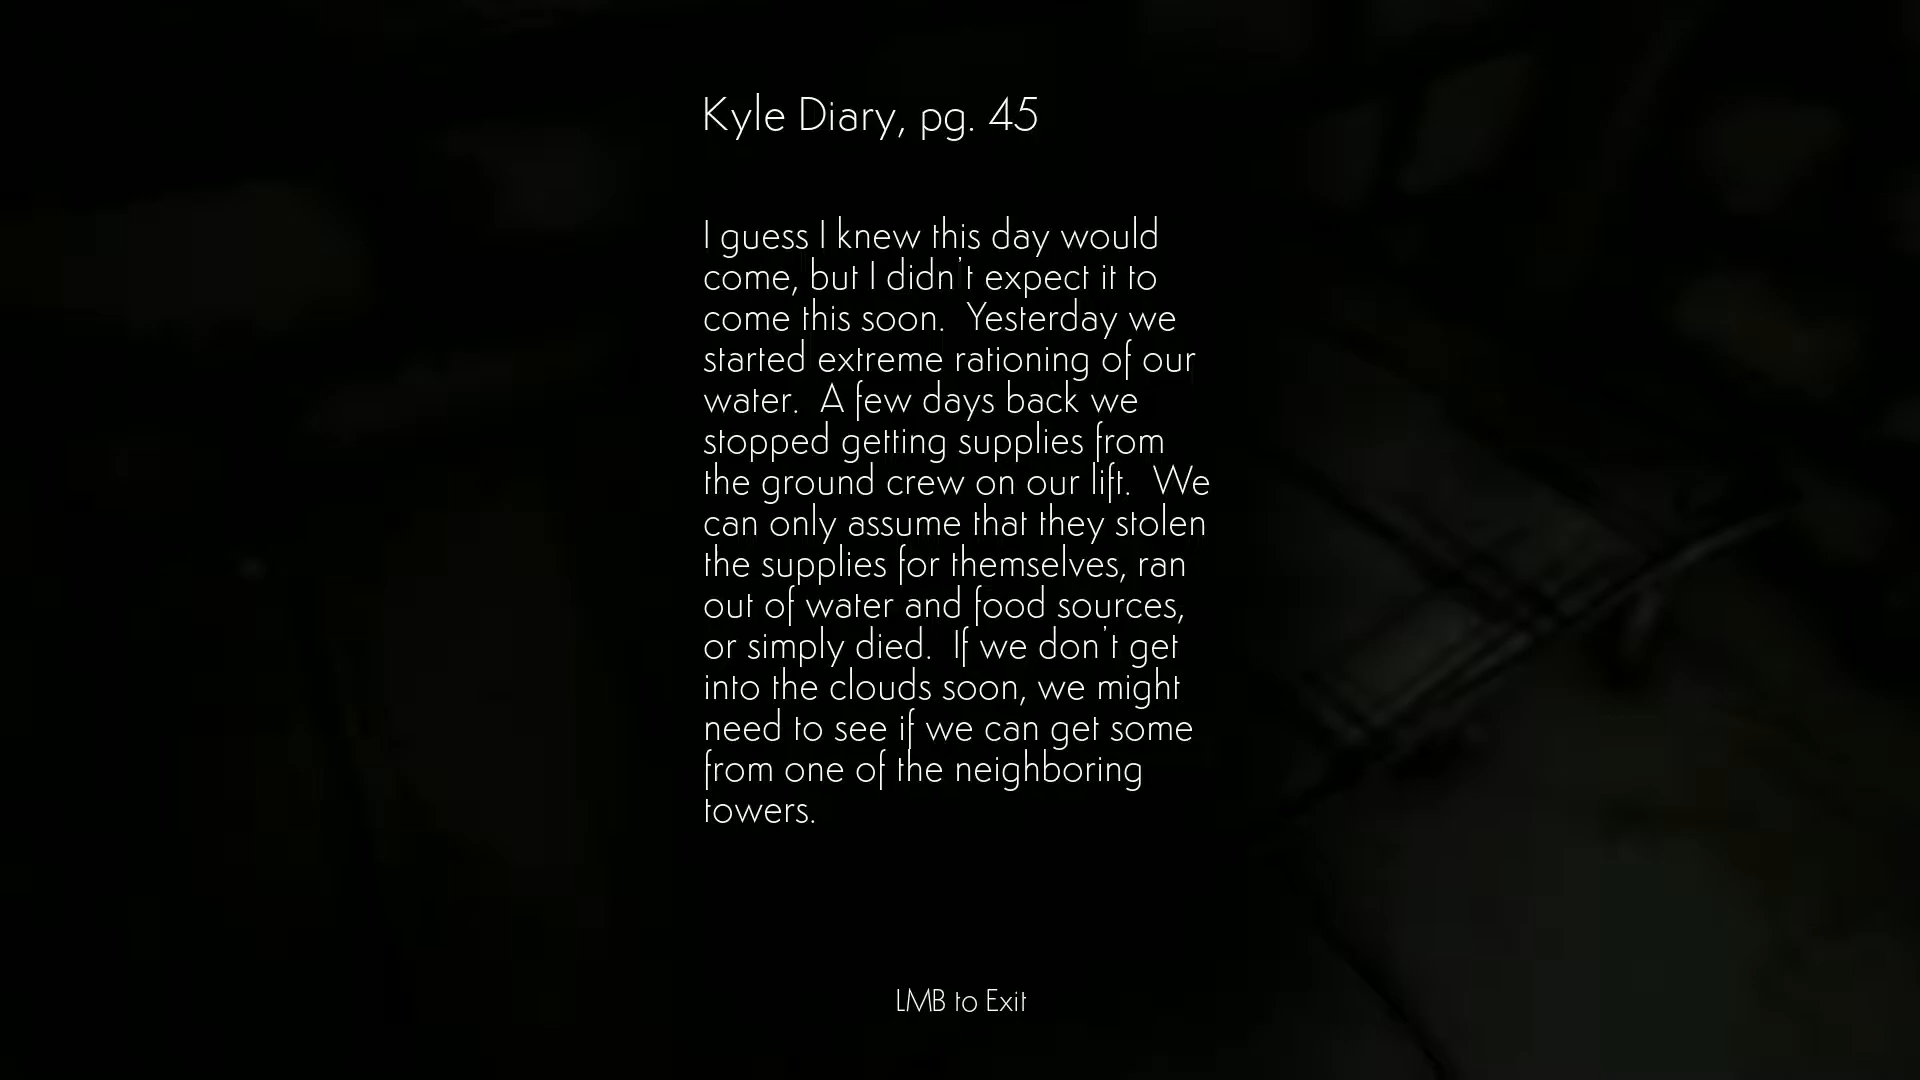 Kyle Diary, pg. 45
I guess I knew this day would
come, but I didn't expect it to
come this soon.  Yesterday we
started extreme rationing of our
water.  A few days back we
stopped getting supplies from
the ground crew on our lift.  We
can only assume that they stolen
the supplies for themselves, ran
out of water and food sources,
or simply died.  If we don't get
into the clouds soon, we might
need to see if we can get some
from one of the neighboring
towers.
LMB to Exit